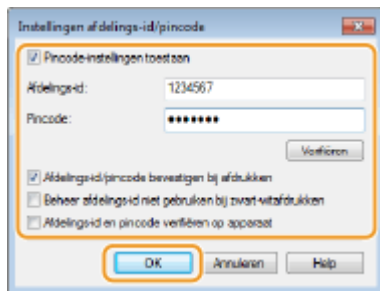 Instellingen afdelings-id/pincode
Pincode-instellingen toestaan
Afdelings-id: 1234567
Pincode: •••••••
Verifiëren
Afdelings-id/pincode bevestigen bij afdrukken
Beheer afdelings-id niet gebruiken bij zwart-witafdrukken
Afdelings-id en pincode verifiëren op apparaat
OK Annuleren Help